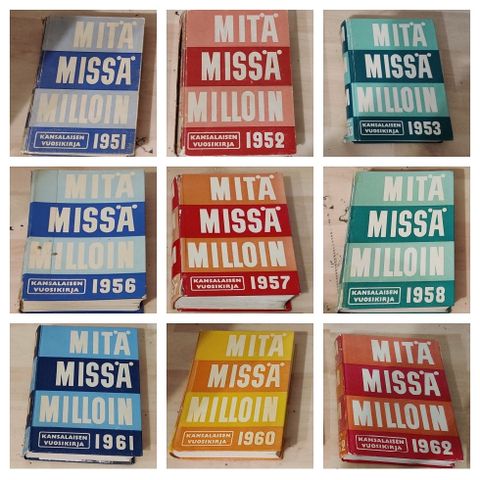 MITÄ
MISSÄ
MILLOIN
KANSALAISEN
VUOSIKIRJA 1951
MITÄ
MISSÄ
MILLOIN
KANSALAISEN
VUOSIKIRJA 1952
MITÄ
MISSÄ
MILLOIN
KANSALAISEN
VUOSIKIRJA 1953
MITÄ
MISSÄ
MILLOIN
KANSALAISEN
VUOSIKIRJA 1956
MITÄ
MISSÄ
MILLOIN
KANSALAISEN
VUOSIKIRJA 1957
MITÄ
MISSÄ
MILLOIN
KANSALAISEN
VUOSIKIRJA 1958
MITÄ
MISSÄ
MILLOIN
KANSALAISEN
VUOSIKIRJA 1961
MITÄ
MISSÄ
MILLOIN
KANSALAISEN
VUOSIKIRJA 1960
MITÄ
MISSÄ
MILLOIN
KANSALAISEN
VUOSIKIRJA 1962